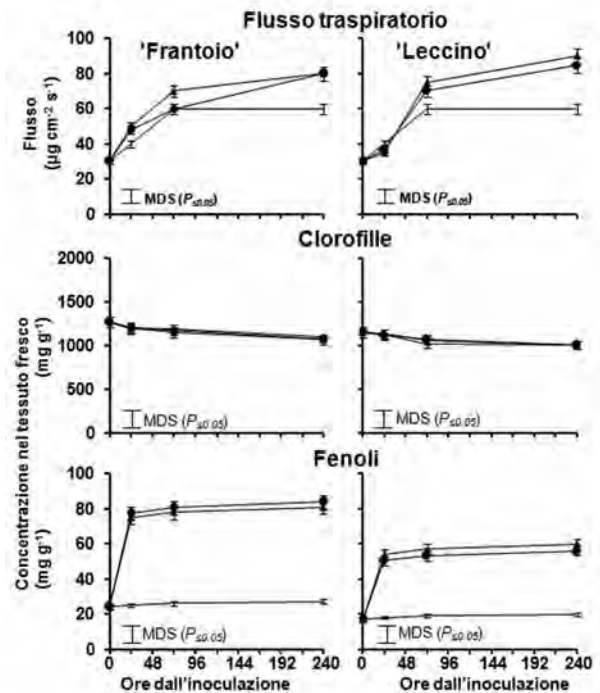 Flusso traspiratorio
'Frantoio'
'Leccino'
Flusso
(µg cm⁻² s⁻¹)
100
80
60
40
20
0
MDS (P≤0.05)
MDS (P≤0.05)
Clorofille
2000
1500
1000
500
0
MDS (P≤0.05)
MDS (P≤0.05)
Concentrazione nel tessuto fresco
(mg g⁻¹)
(mg g⁻¹)
Fenoli
100
80
60
40
20
0
MDS (P≤0.05)
MDS (P≤0.05)
0 48 96 144 192 240
0 48 96 144 192 240
Ore dall'inoculazione
Ore dall'inoculazione